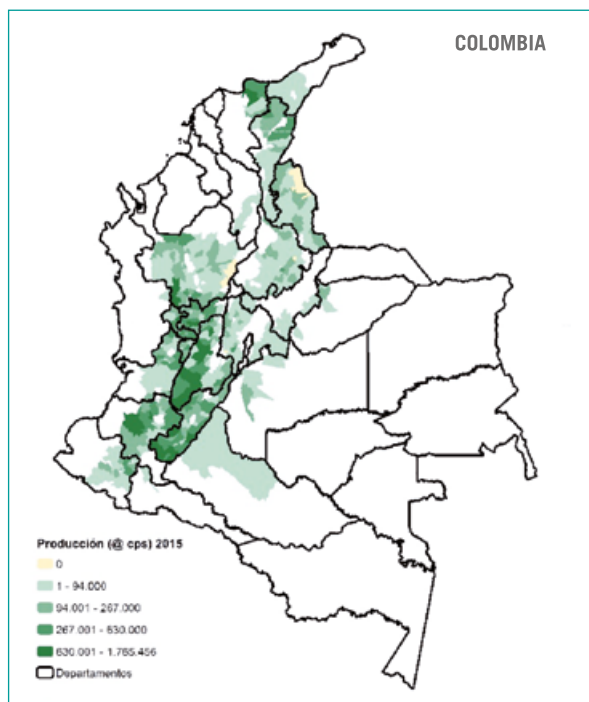 COLOMBIA
Producción (@ cps) 2015
0
1 - 94.000
94.001 - 267.000
267.001 - 630.000
630.001 - 1.765.456
Departamentos